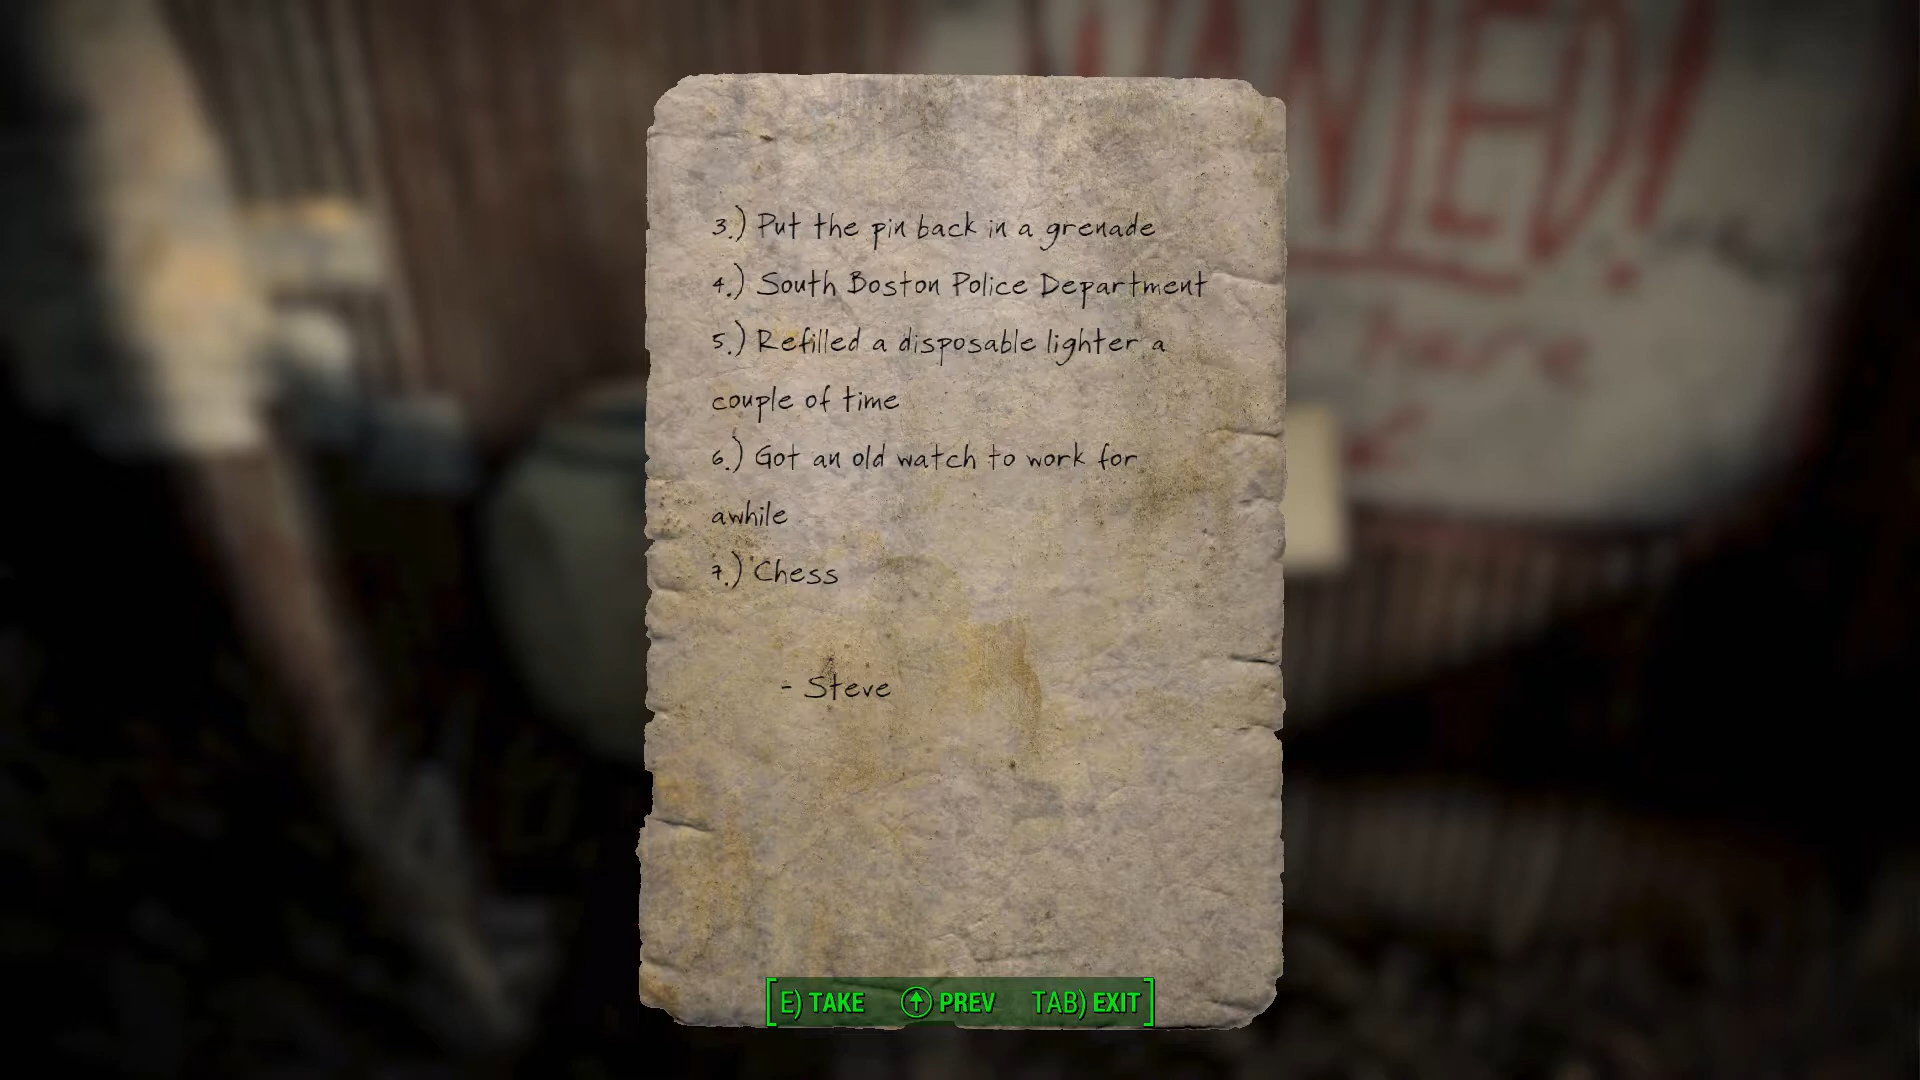 WANTED!
3.) Put the pin back in a grenade
4.) South Boston Police Department
5.) Refilled a disposable lighter a
couple of time
6.) Got an old watch to work for
awhile
7.) Chess
- Steve
E) TAKE PREV TAB) EXIT